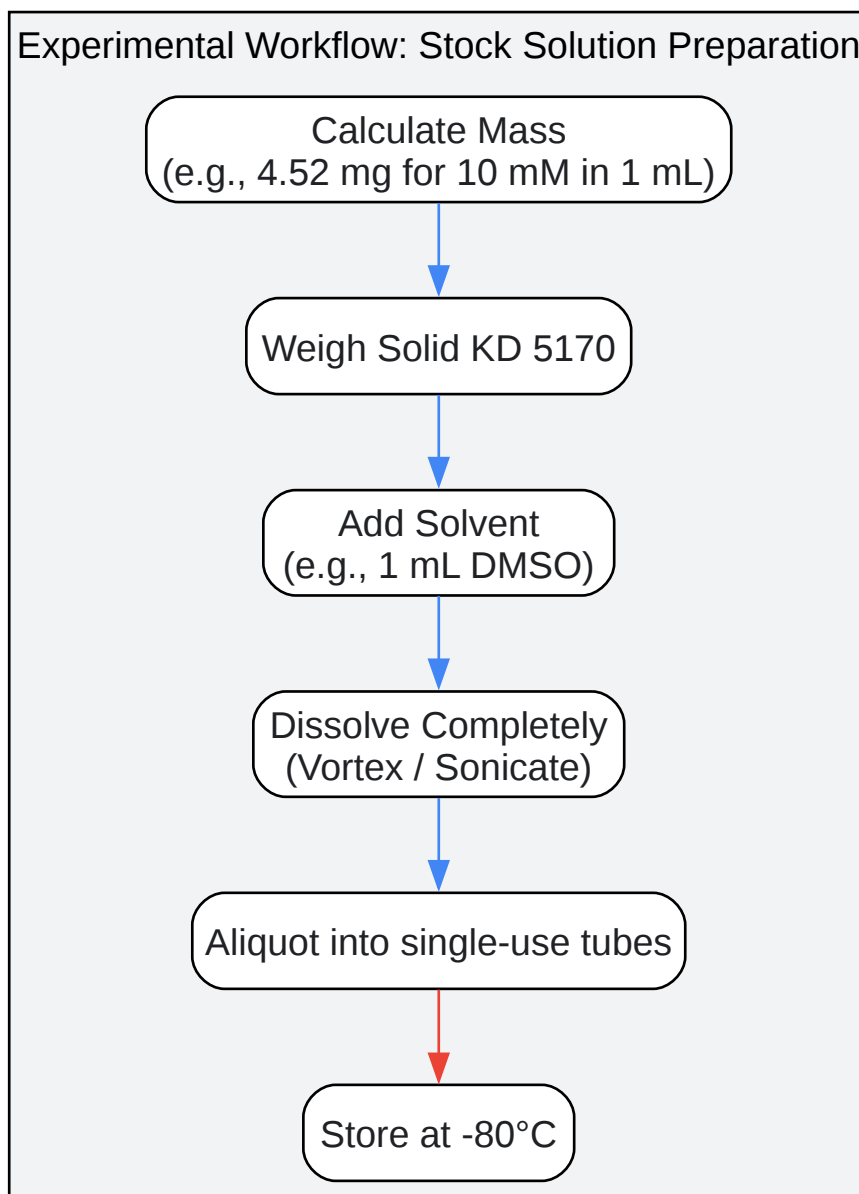 Experimental Workflow: Stock Solution Preparation
Calculate Mass
(e.g., 4.52 mg for 10 mM in 1 mL)
Weigh Solid KD 5170
Add Solvent
(e.g., 1 mL DMSO)
Dissolve Completely
(Vortex / Sonicate)
Aliquot into single-use tubes
Store at -80°C